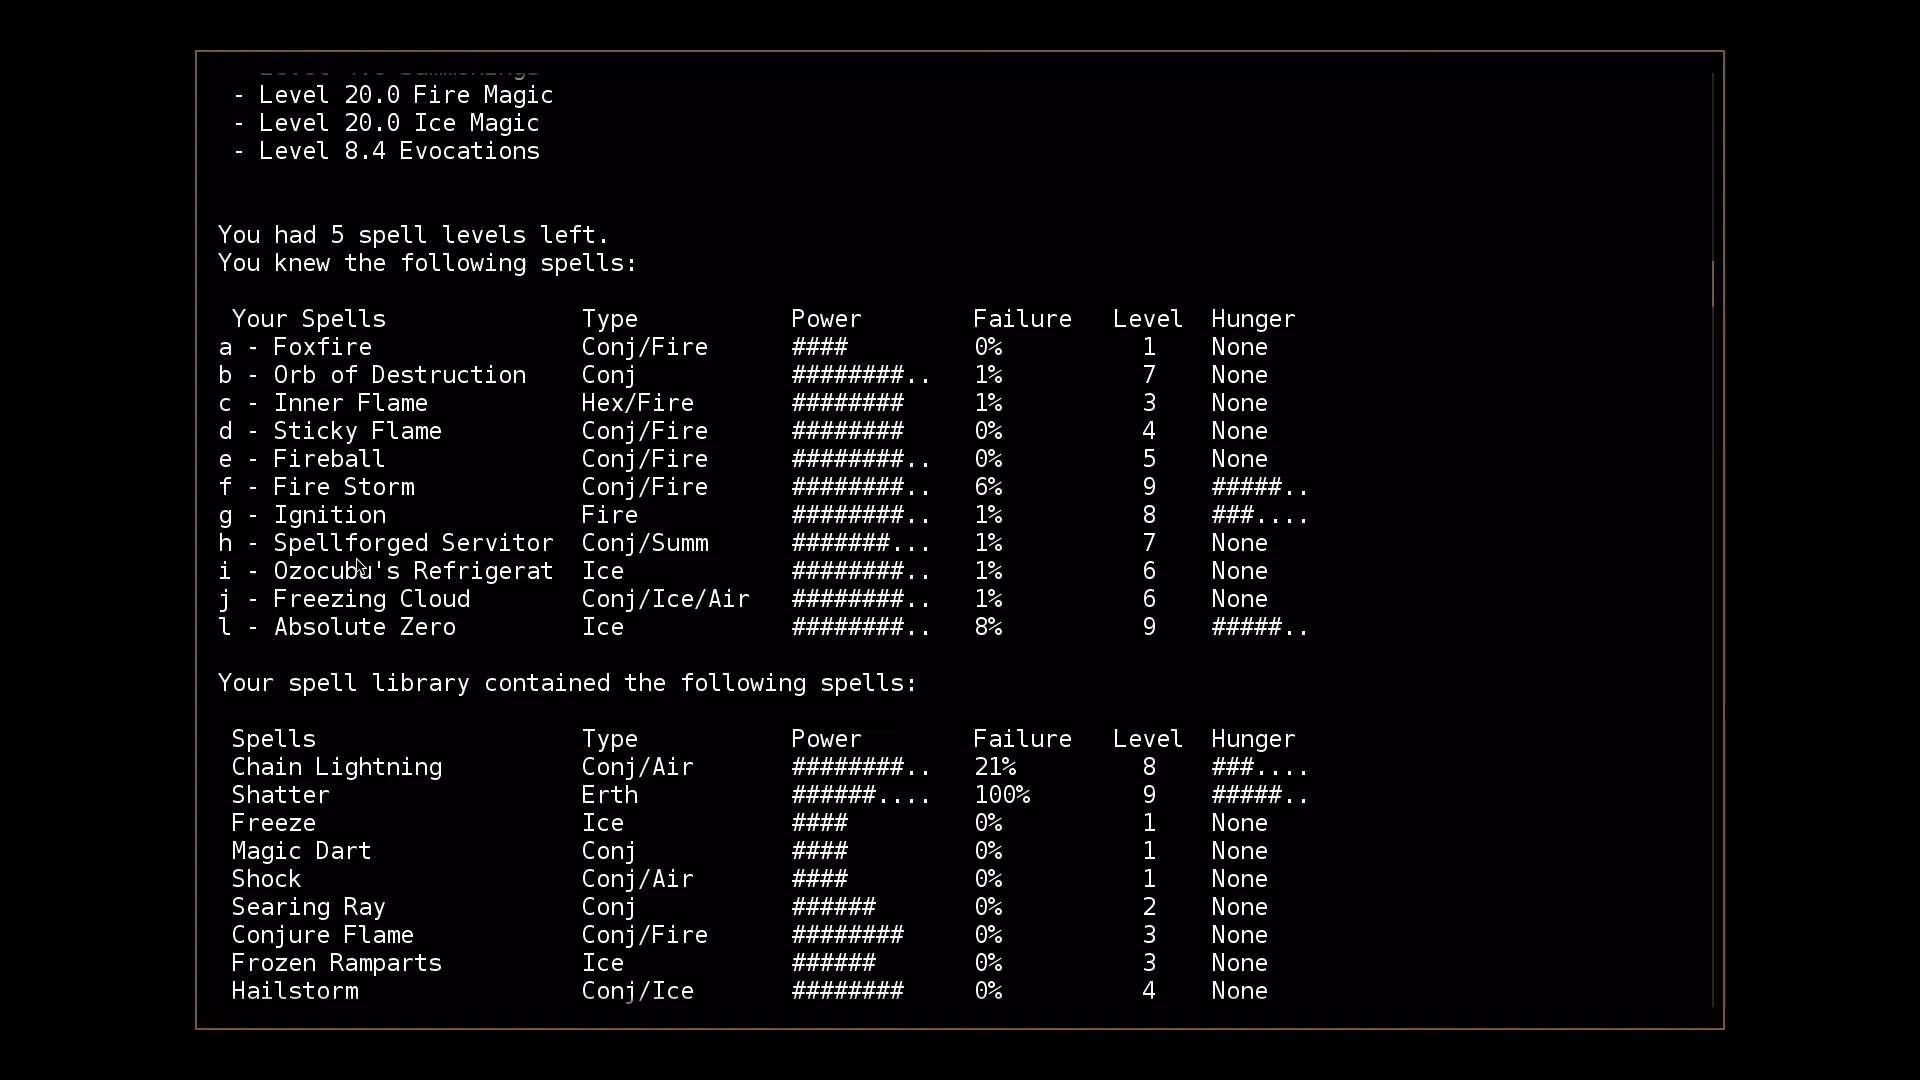 - Level 20.0 Fire Magic
- Level 20.0 Ice Magic
- Level 8.4 Evocations
You had 5 spell levels left.
You knew the following spells:
Your Spells Type Power Failure Level Hunger
a - Foxfire Conj/Fire #### 0% 1 None
b - Orb of Destruction Conj ########.. 1% 7 None
c - Inner Flame Hex/Fire ######## 1% 3 None
d - Sticky Flame Conj/Fire ######## 0% 4 None
e - Fireball Conj/Fire ########.. 0% 5 None
f - Fire Storm Conj/Fire ########.. 6% 9 #####..
g - Ignition Fire ########.. 1% 8 ###....
h - Spellforged Servitor Conj/Summ #######... 1% 7 None
i - Ozocubu's Refrigerat Ice ########.. 1% 6 None
j - Freezing Cloud Conj/Ice/Air ########.. 1% 6 None
l - Absolute Zero Ice ########.. 8% 9 #####..
Your spell library contained the following spells:
Spells Type Power Failure Level Hunger
Chain Lightning Conj/Air ########.. 21% 8 ###....
Shatter Erth ######.... 100% 9 #####..
Freeze Ice #### 0% 1 None
Magic Dart Conj #### 0% 1 None
Shock Conj/Air #### 0% 1 None
Searing Ray Conj ###### 0% 2 None
Conjure Flame Conj/Fire ######## 0% 3 None
Frozen Ramparts Ice ###### 0% 3 None
Hailstorm Conj/Ice ######## 0% 4 None